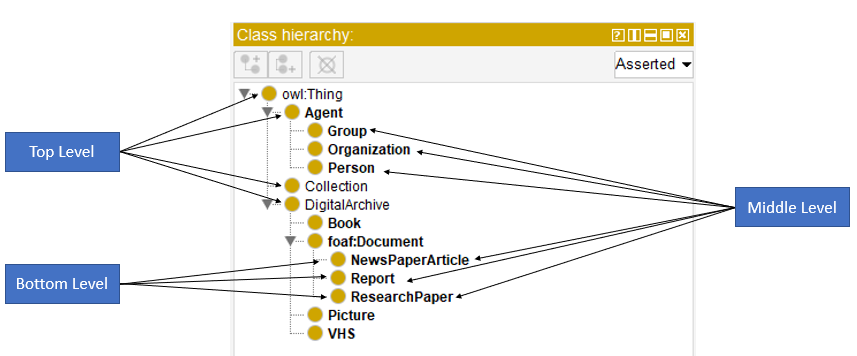 Class hierarchy:
Asserted
owl:Thing
Agent
Group
Organization
Person
Collection
DigitalArchive
Book
foaf:Document
NewsPaperArticle
Report
ResearchPaper
Picture
VHS
Top Level
Bottom Level
Middle Level